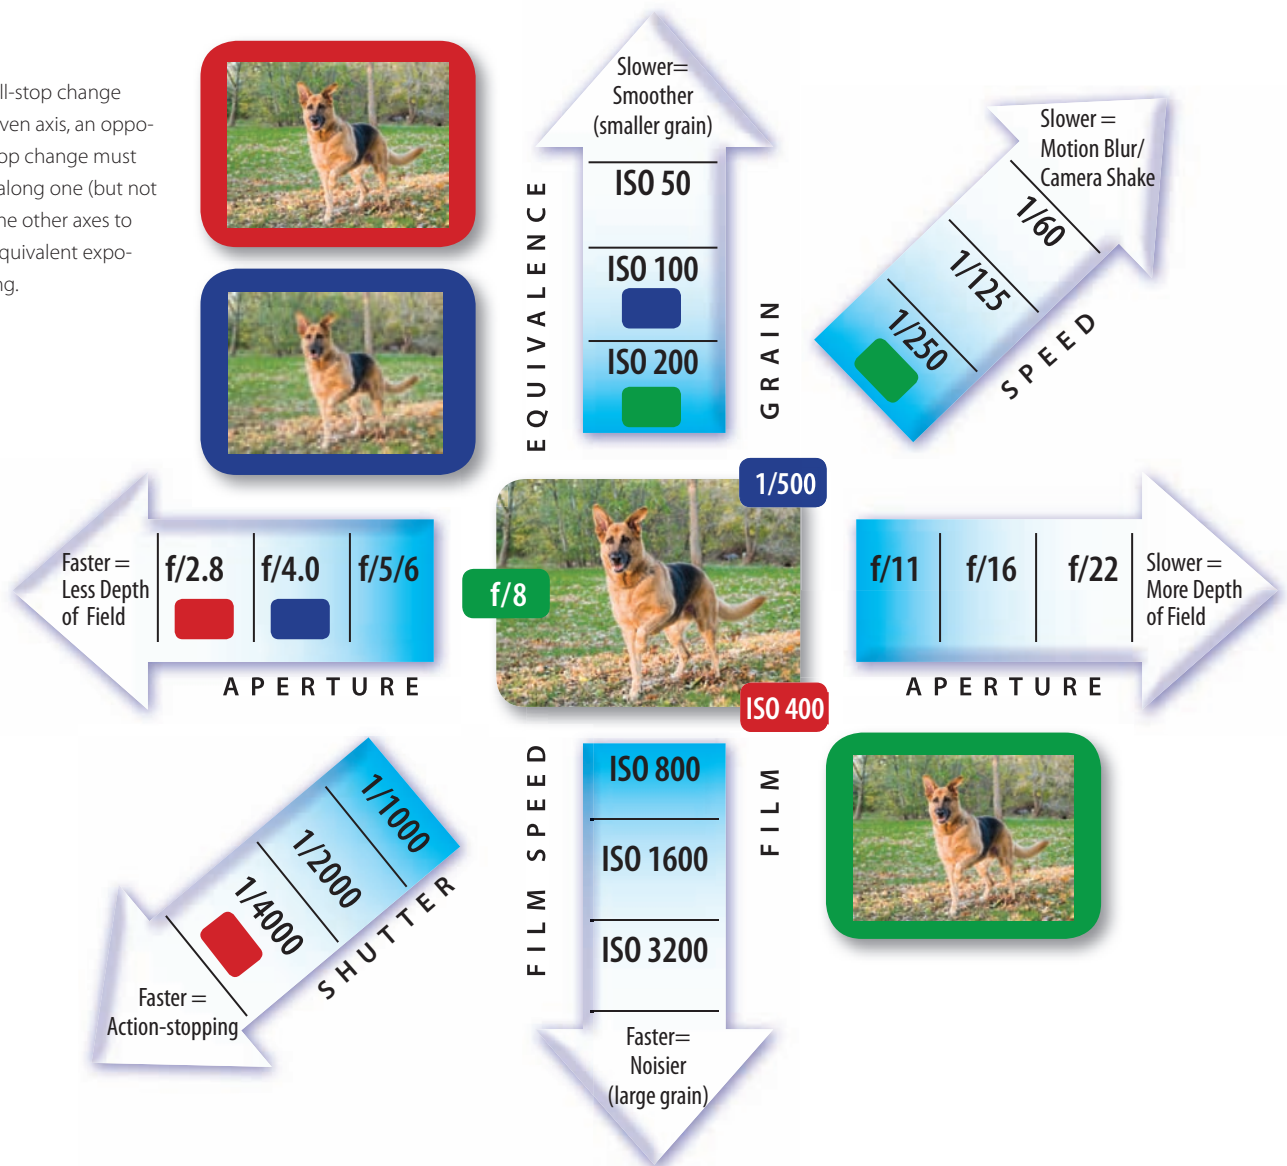 ll-stop change
ven axis, an oppo-
op change must
along one (but not
he other axes to
quivalent expo-
ng.
Slower=
Smoother
(smaller grain)
ISO 50
ISO 100
ISO 200
EQUIVALENCE
GRAIN
Slower =
Motion Blur/
Camera Shake
1/60
1/125
1/250
SPEED
Faster =
Less Depth
of Field
f/2.8
f/4.0
f/5/6
APERTURE
f/8
1/500
ISO 400
f/11
f/16
f/22
Slower =
More Depth
of Field
APERTURE
1/1000
1/2000
1/4000
SHUTTER
Faster =
Action-stopping
FILM SPEED
FILM
ISO 800
ISO 1600
ISO 3200
Faster=
Noisier
(large grain)